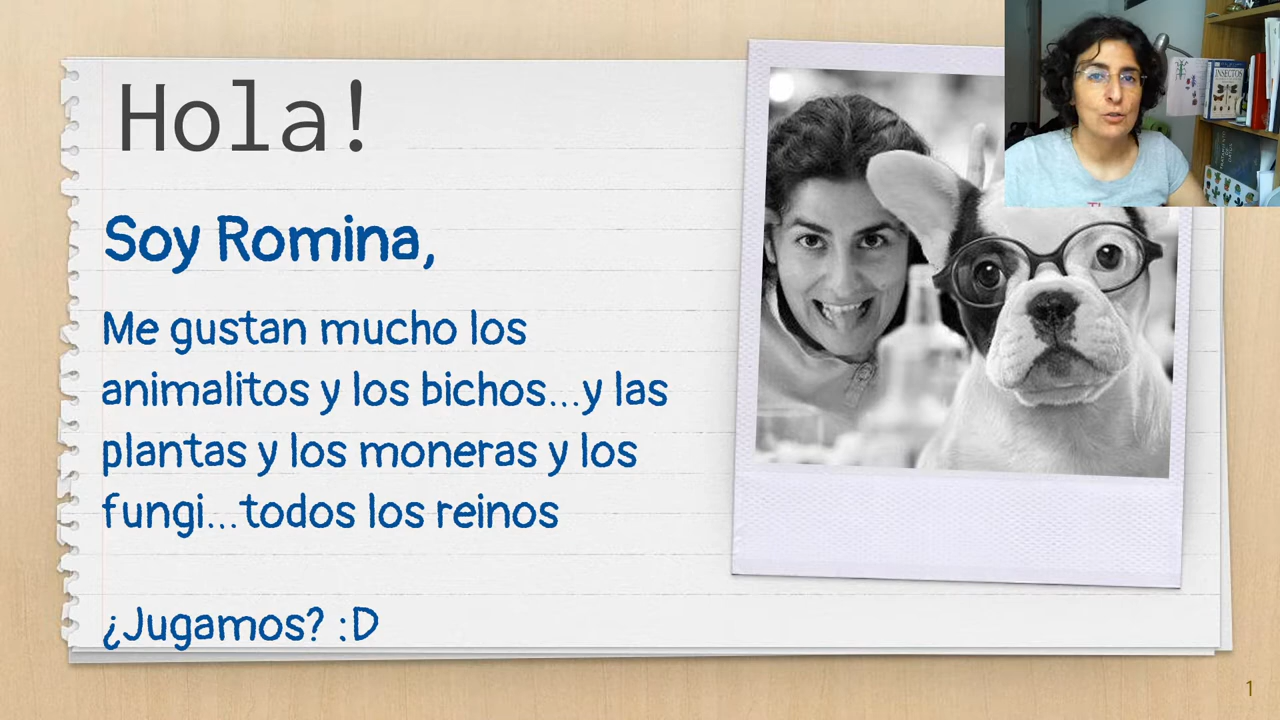 Hola!
Soy Romina,
Me gustan mucho los
animalitos y los bichos...y las
plantas y los moneras y los
fungi...todos los reinos
¿Jugamos? :D
INSECTOS
1